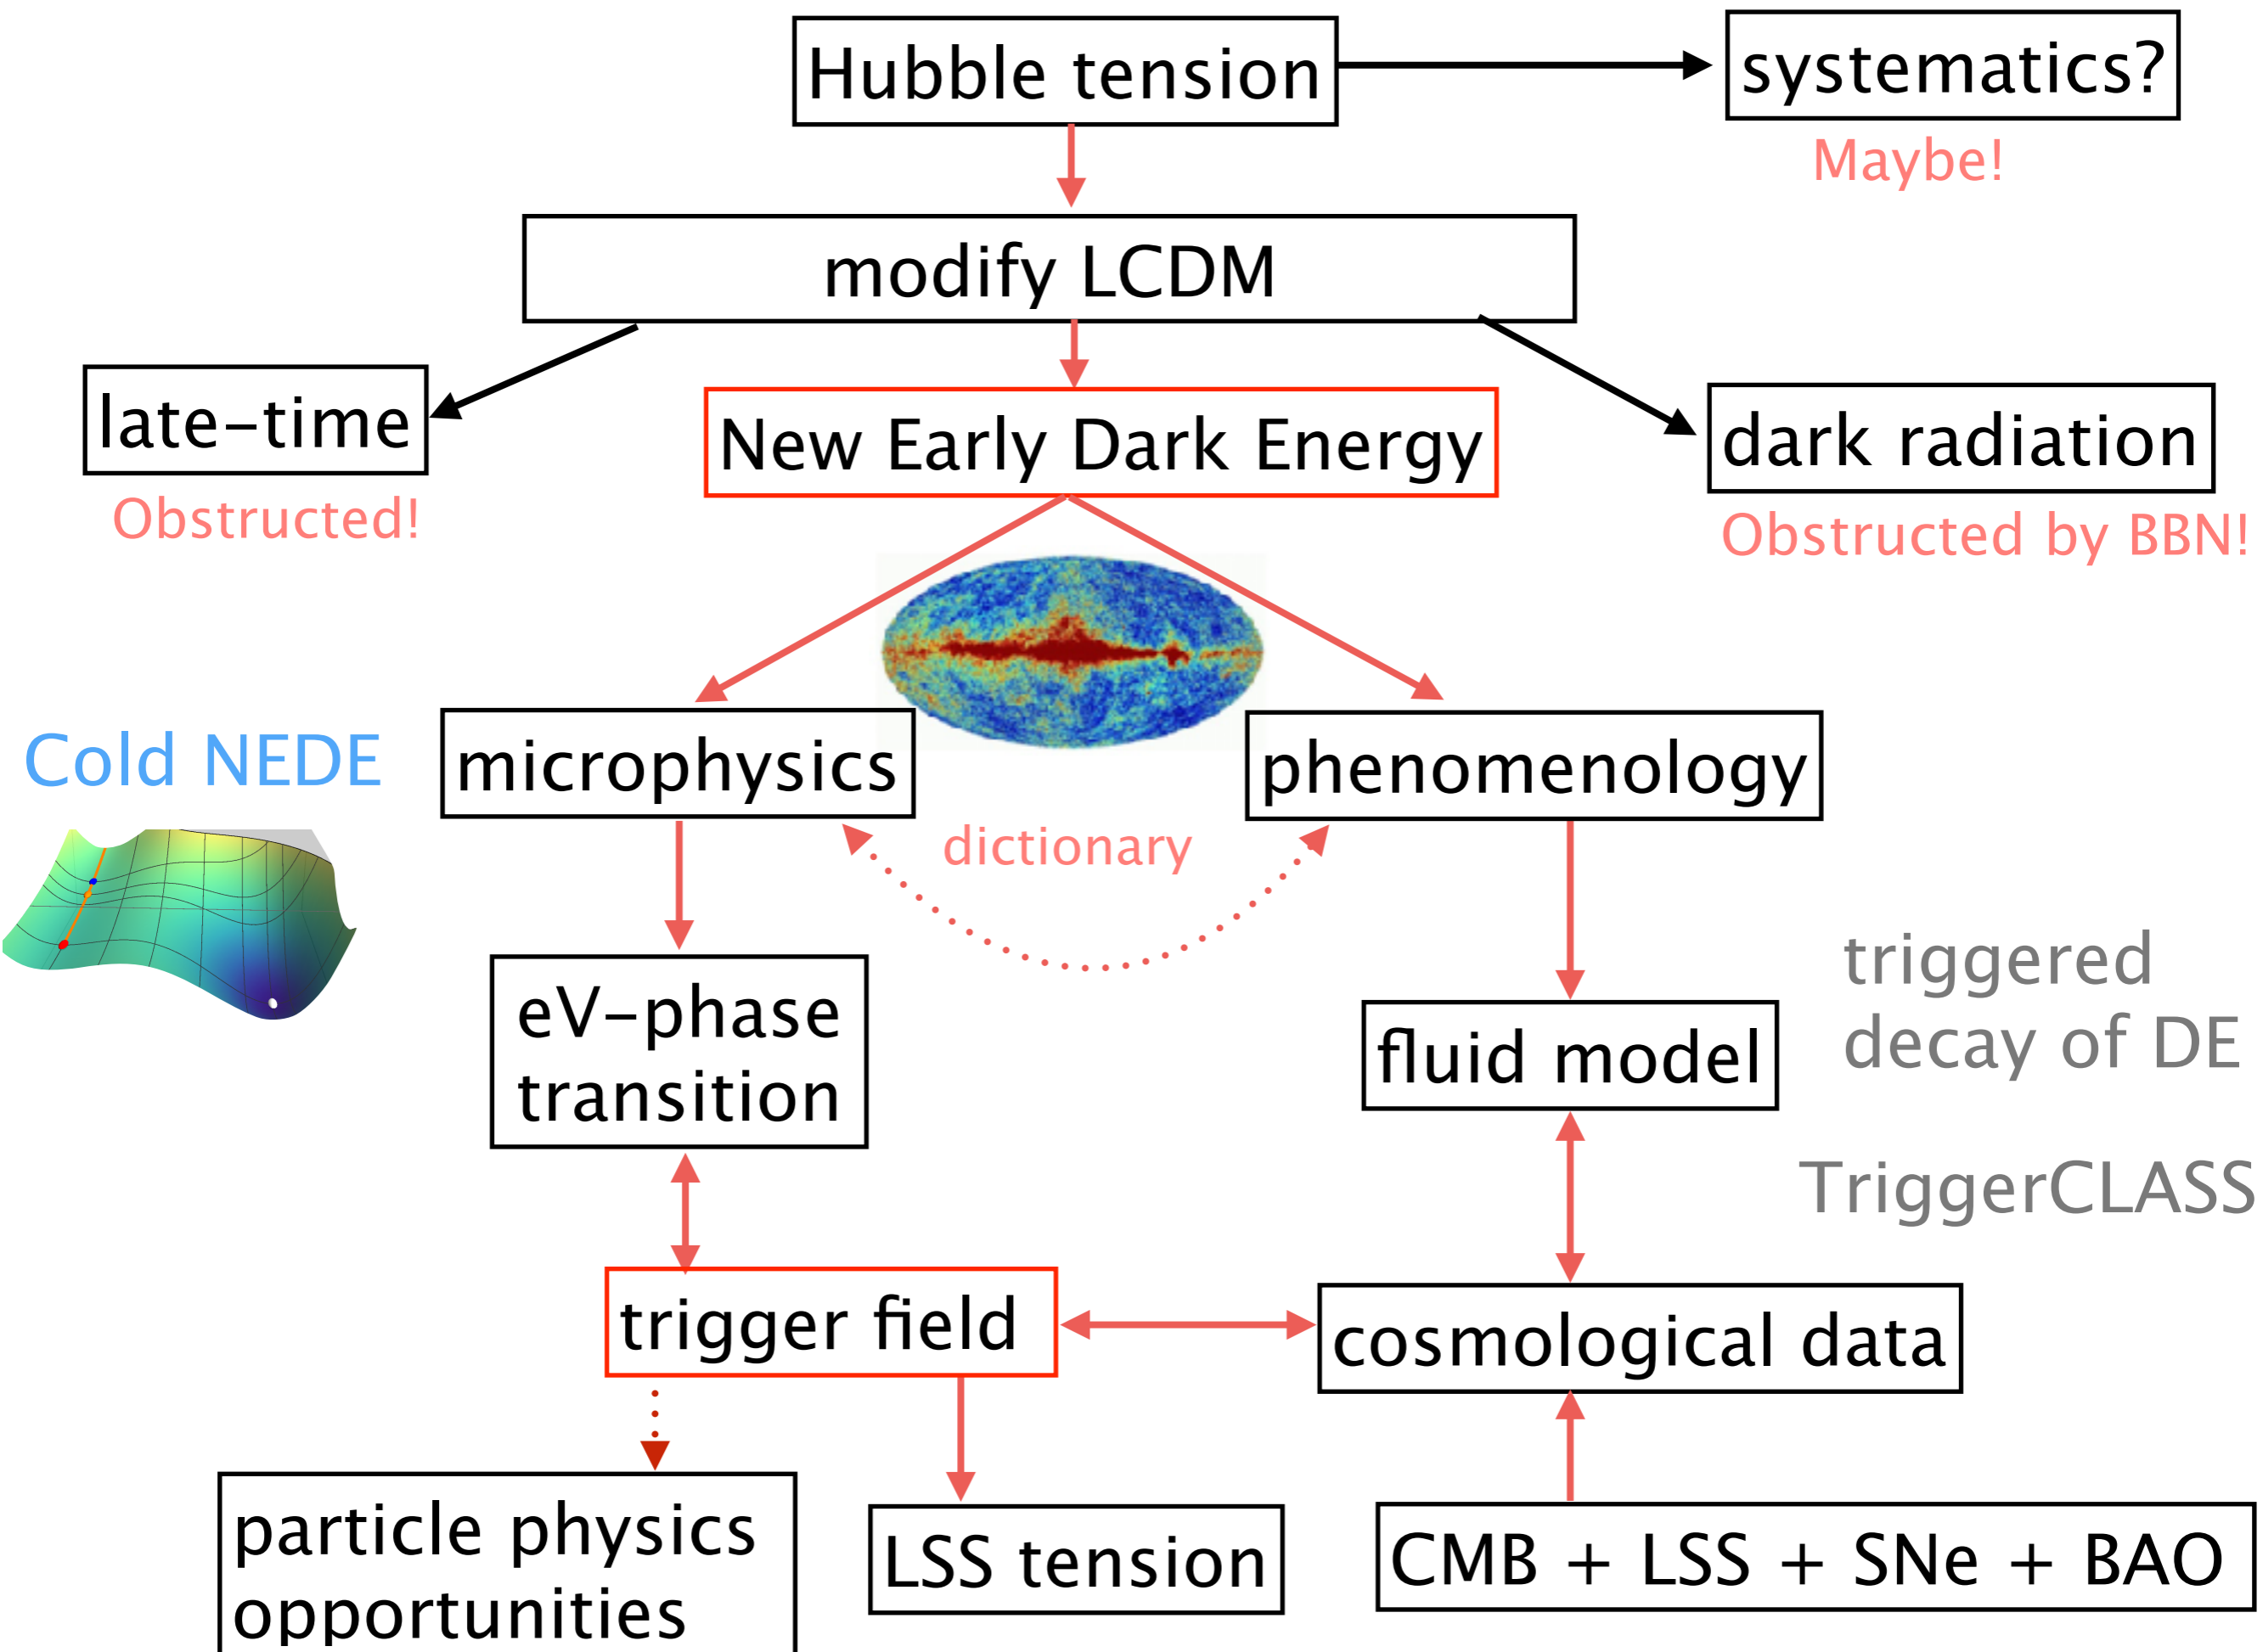 Hubble tension
systematics?
Maybe!
modify LCDM
late-time
Obstructed!
New Early Dark Energy
dark radiation
Obstructed by BBN!
Cold NEDE
microphysics
phenomenology
dictionary
eV-phase
transition
fluid model
triggered
decay of DE
TriggerCLASS
trigger field
cosmological data
particle physics
opportunities
LSS tension
CMB + LSS + SNe + BAO